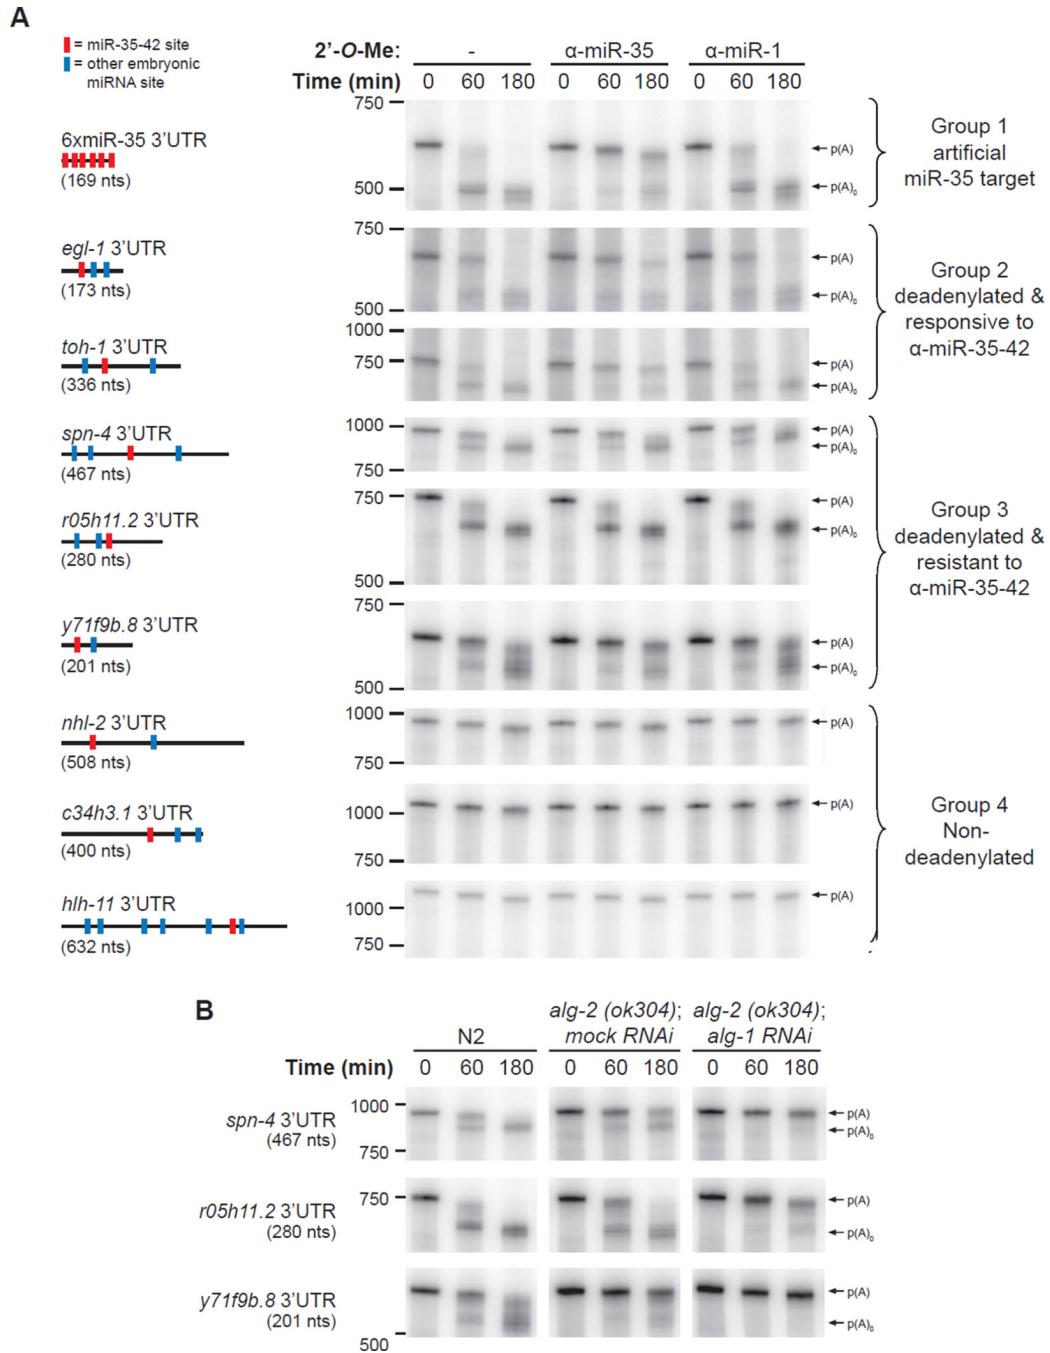 A
= miR-35-42 site
= other embryonic
miRNA site
2'-O-Me: - α-miR-35 α-miR-1
Time (min) 0 60 180 0 60 180 0 60 180
6xmiR-35 3'UTR
(169 nts)
750
500
p(A)
p(A)₀
Group 1
artificial
miR-35 target
egl-1 3'UTR
(173 nts)
750
500
p(A)
p(A)₀
toh-1 3'UTR
(336 nts)
1000
750
p(A)
p(A)₀
Group 2
deadenylated &
responsive to
α-miR-35-42
spn-4 3'UTR
(467 nts)
1000
750
p(A)
p(A)₀
r05h11.2 3'UTR
(280 nts)
750
500
p(A)
p(A)₀
y71f9b.8 3'UTR
(201 nts)
750
500
p(A)
p(A)₀
Group 3
deadenylated &
resistant to
α-miR-35-42
nhl-2 3'UTR
(508 nts)
1000
750
p(A)
c34h3.1 3'UTR
(400 nts)
1000
750
p(A)
hlh-11 3'UTR
(632 nts)
1000
750
p(A)
Group 4
Non-
deadenylated
B
N2
alg-2 (ok304);
mock RNAi
alg-2 (ok304);
alg-1 RNAi
Time (min) 0 60 180 0 60 180 0 60 180
spn-4 3'UTR
(467 nts)
1000
750
p(A)
p(A)₀
r05h11.2 3'UTR
(280 nts)
750
p(A)
p(A)₀
y71f9b.8 3'UTR
(201 nts)
500
p(A)
p(A)₀